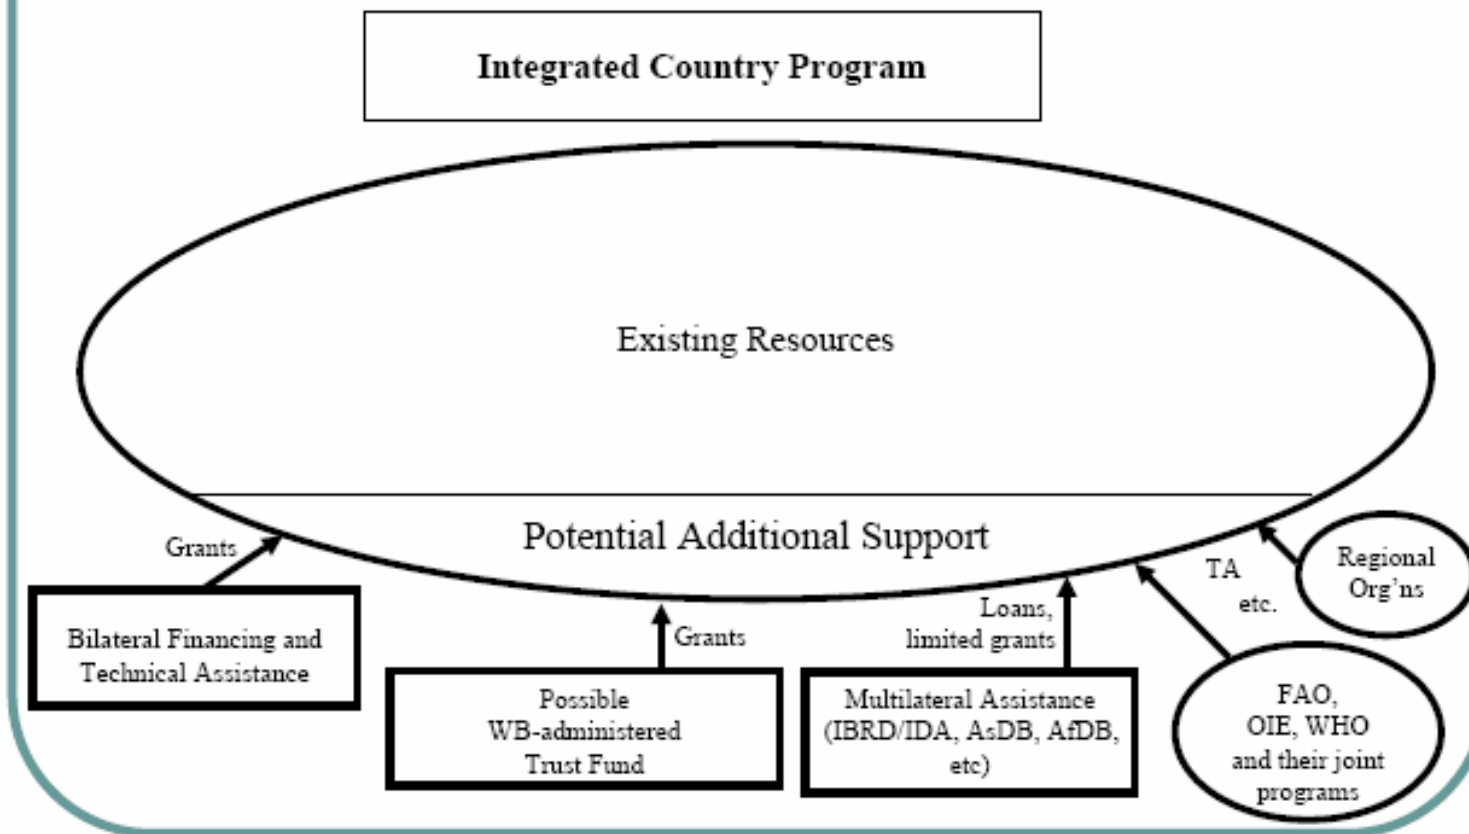 Integrated Country Program
Existing Resources
Potential Additional Support
Grants
Bilateral Financing and
Technical Assistance
Grants
Possible
WB-administered
Trust Fund
Loans,
limited grants
Multilateral Assistance
(IBRD/IDA, AsDB, AfDB,
etc)
TA
etc.
Regional
Org’ns
FAO,
OIE, WHO
and their joint
programs